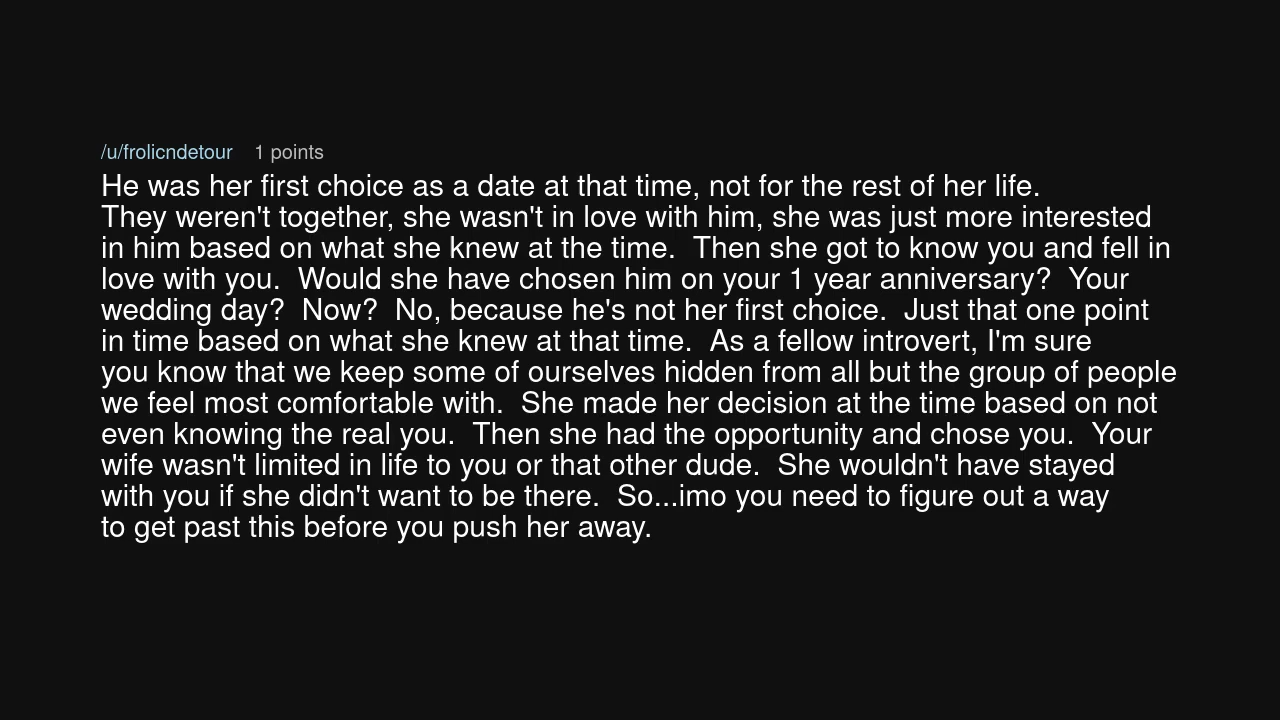 /u/frolicndetour 1 points
He was her first choice as a date at that time, not for the rest of her life.
They weren't together, she wasn't in love with him, she was just more interested
in him based on what she knew at the time.  Then she got to know you and fell in
love with you.  Would she have chosen him on your 1 year anniversary?  Your
wedding day?  Now?  No, because he's not her first choice.  Just that one point
in time based on what she knew at that time.  As a fellow introvert, I'm sure
you know that we keep some of ourselves hidden from all but the group of people
we feel most comfortable with.  She made her decision at the time based on not
even knowing the real you.  Then she had the opportunity and chose you.  Your
wife wasn't limited in life to you or that other dude.  She wouldn't have stayed
with you if she didn't want to be there.  So...imo you need to figure out a way
to get past this before you push her away.